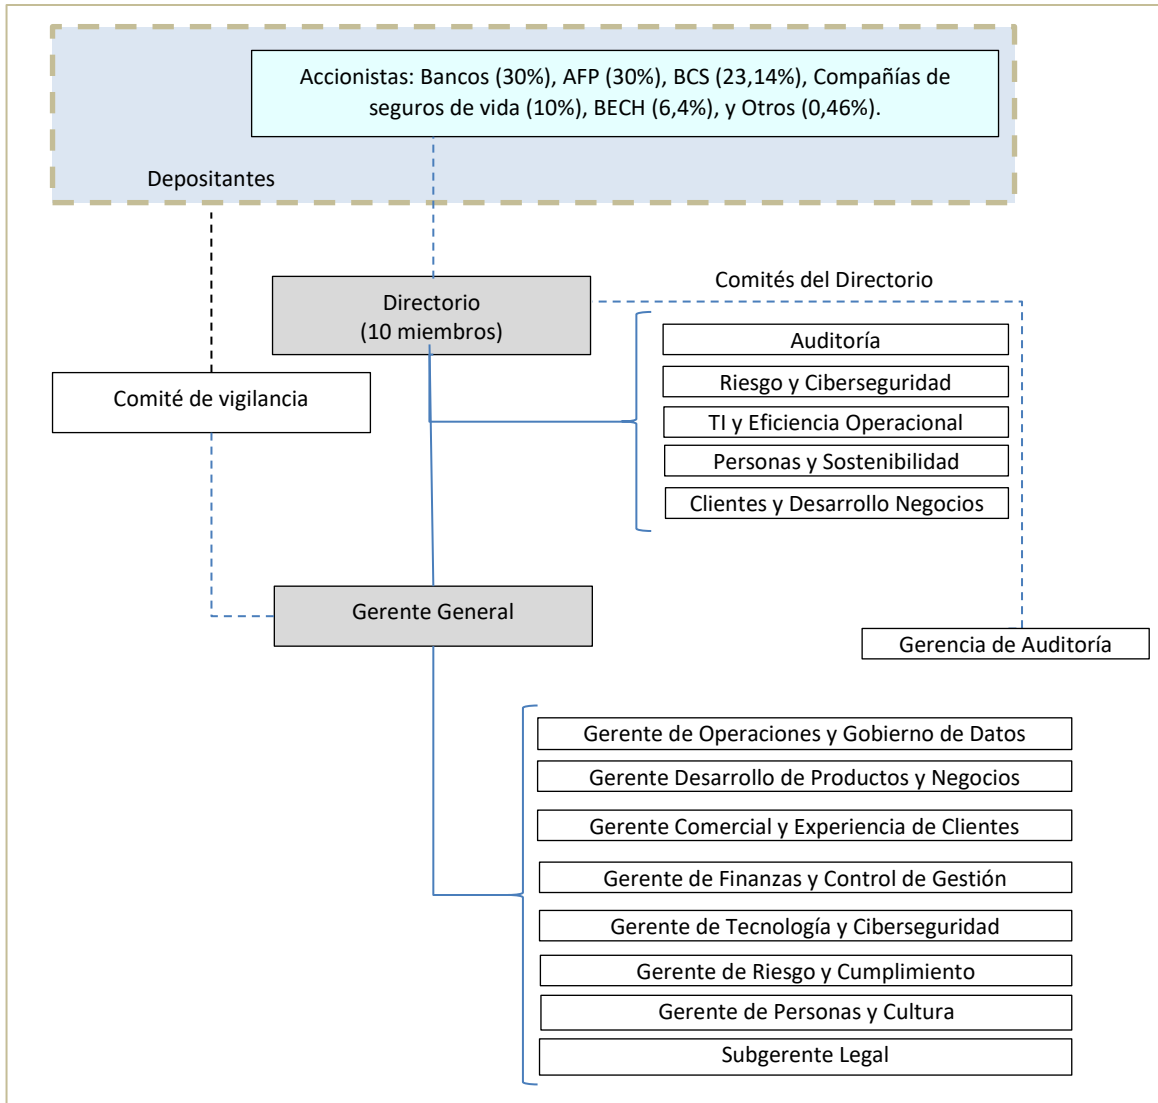 Accionistas: Bancos (30%), AFP (30%), BCS (23,14%), Compañías de
seguros de vida (10%), BECH (6,4%), y Otros (0,46%).
Depositantes
Comités del Directorio
Directorio
(10 miembros)
Auditoría
Riesgo y Ciberseguridad
Comité de vigilancia
TI y Eficiencia Operacional
Personas y Sostenibilidad
Clientes y Desarrollo Negocios
Gerente General
Gerencia de Auditoría
Gerente de Operaciones y Gobierno de Datos
Gerente Desarrollo de Productos y Negocios
Gerente Comercial y Experiencia de Clientes
Gerente de Finanzas y Control de Gestión
Gerente de Tecnología y Ciberseguridad
Gerente de Riesgo y Cumplimiento
Gerente de Personas y Cultura
Subgerente Legal